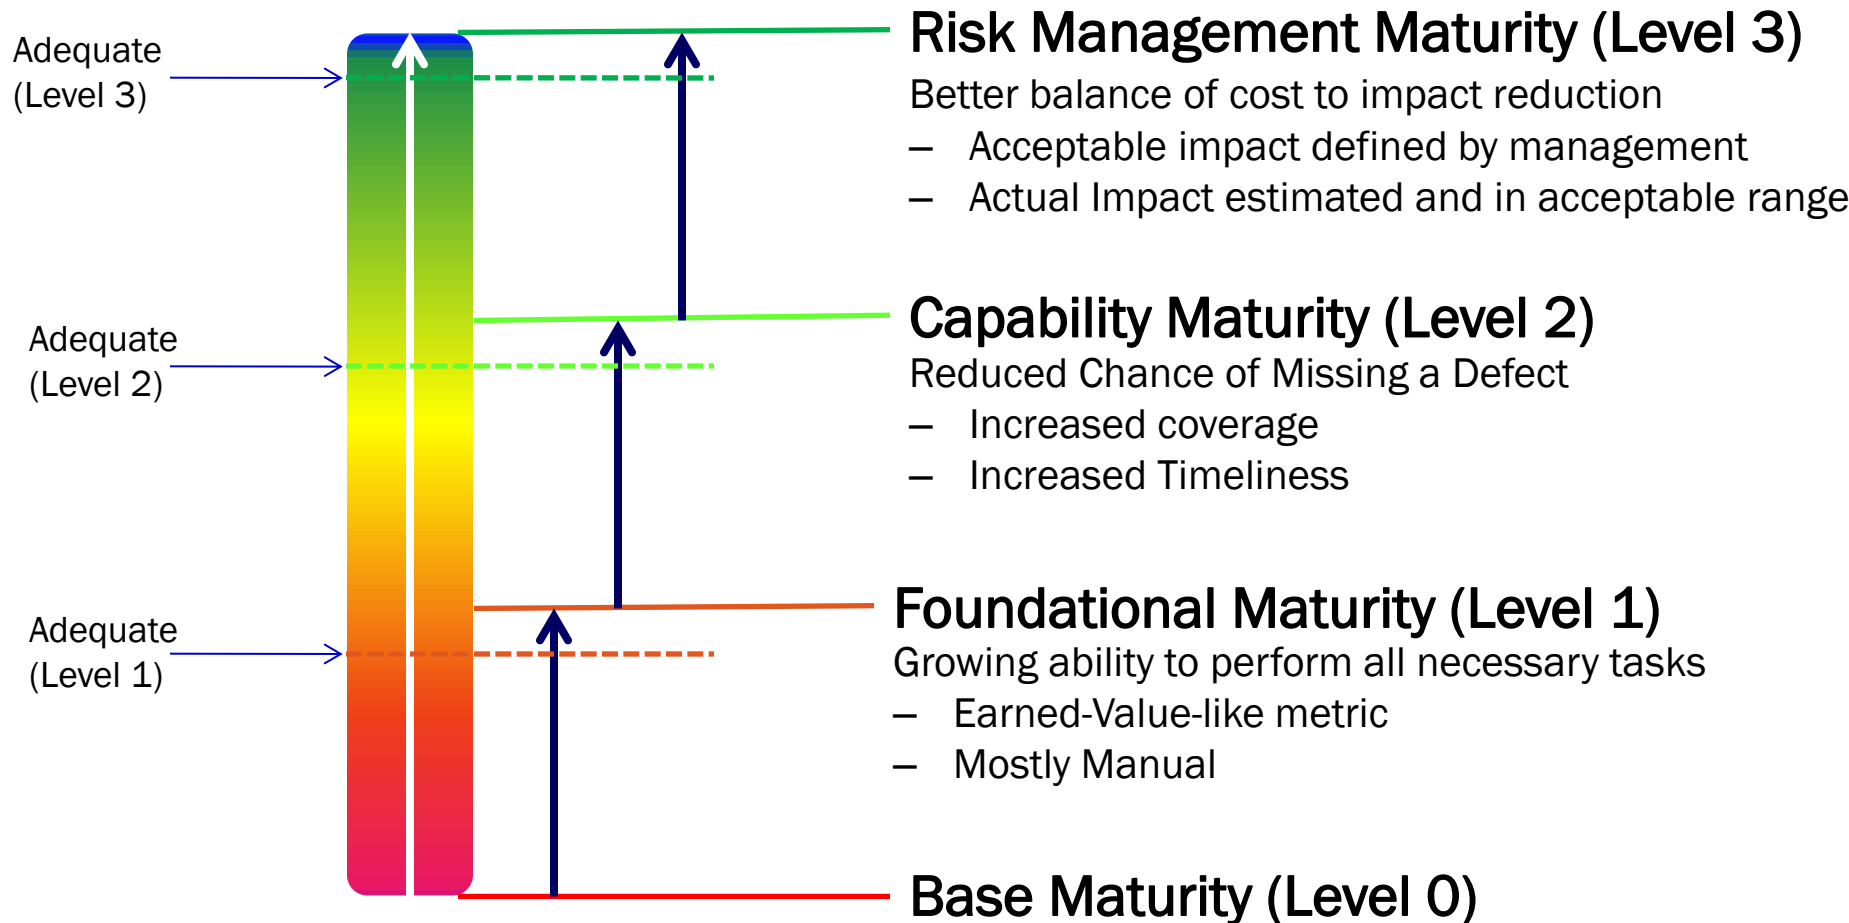 Adequate
(Level 3)
Risk Management Maturity (Level 3)
Better balance of cost to impact reduction
– Acceptable impact defined by management
– Actual Impact estimated and in acceptable range
Adequate
(Level 2)
Capability Maturity (Level 2)
Reduced Chance of Missing a Defect
– Increased coverage
– Increased Timeliness
Adequate
(Level 1)
Foundational Maturity (Level 1)
Growing ability to perform all necessary tasks
– Earned-Value-like metric
– Mostly Manual
Base Maturity (Level 0)